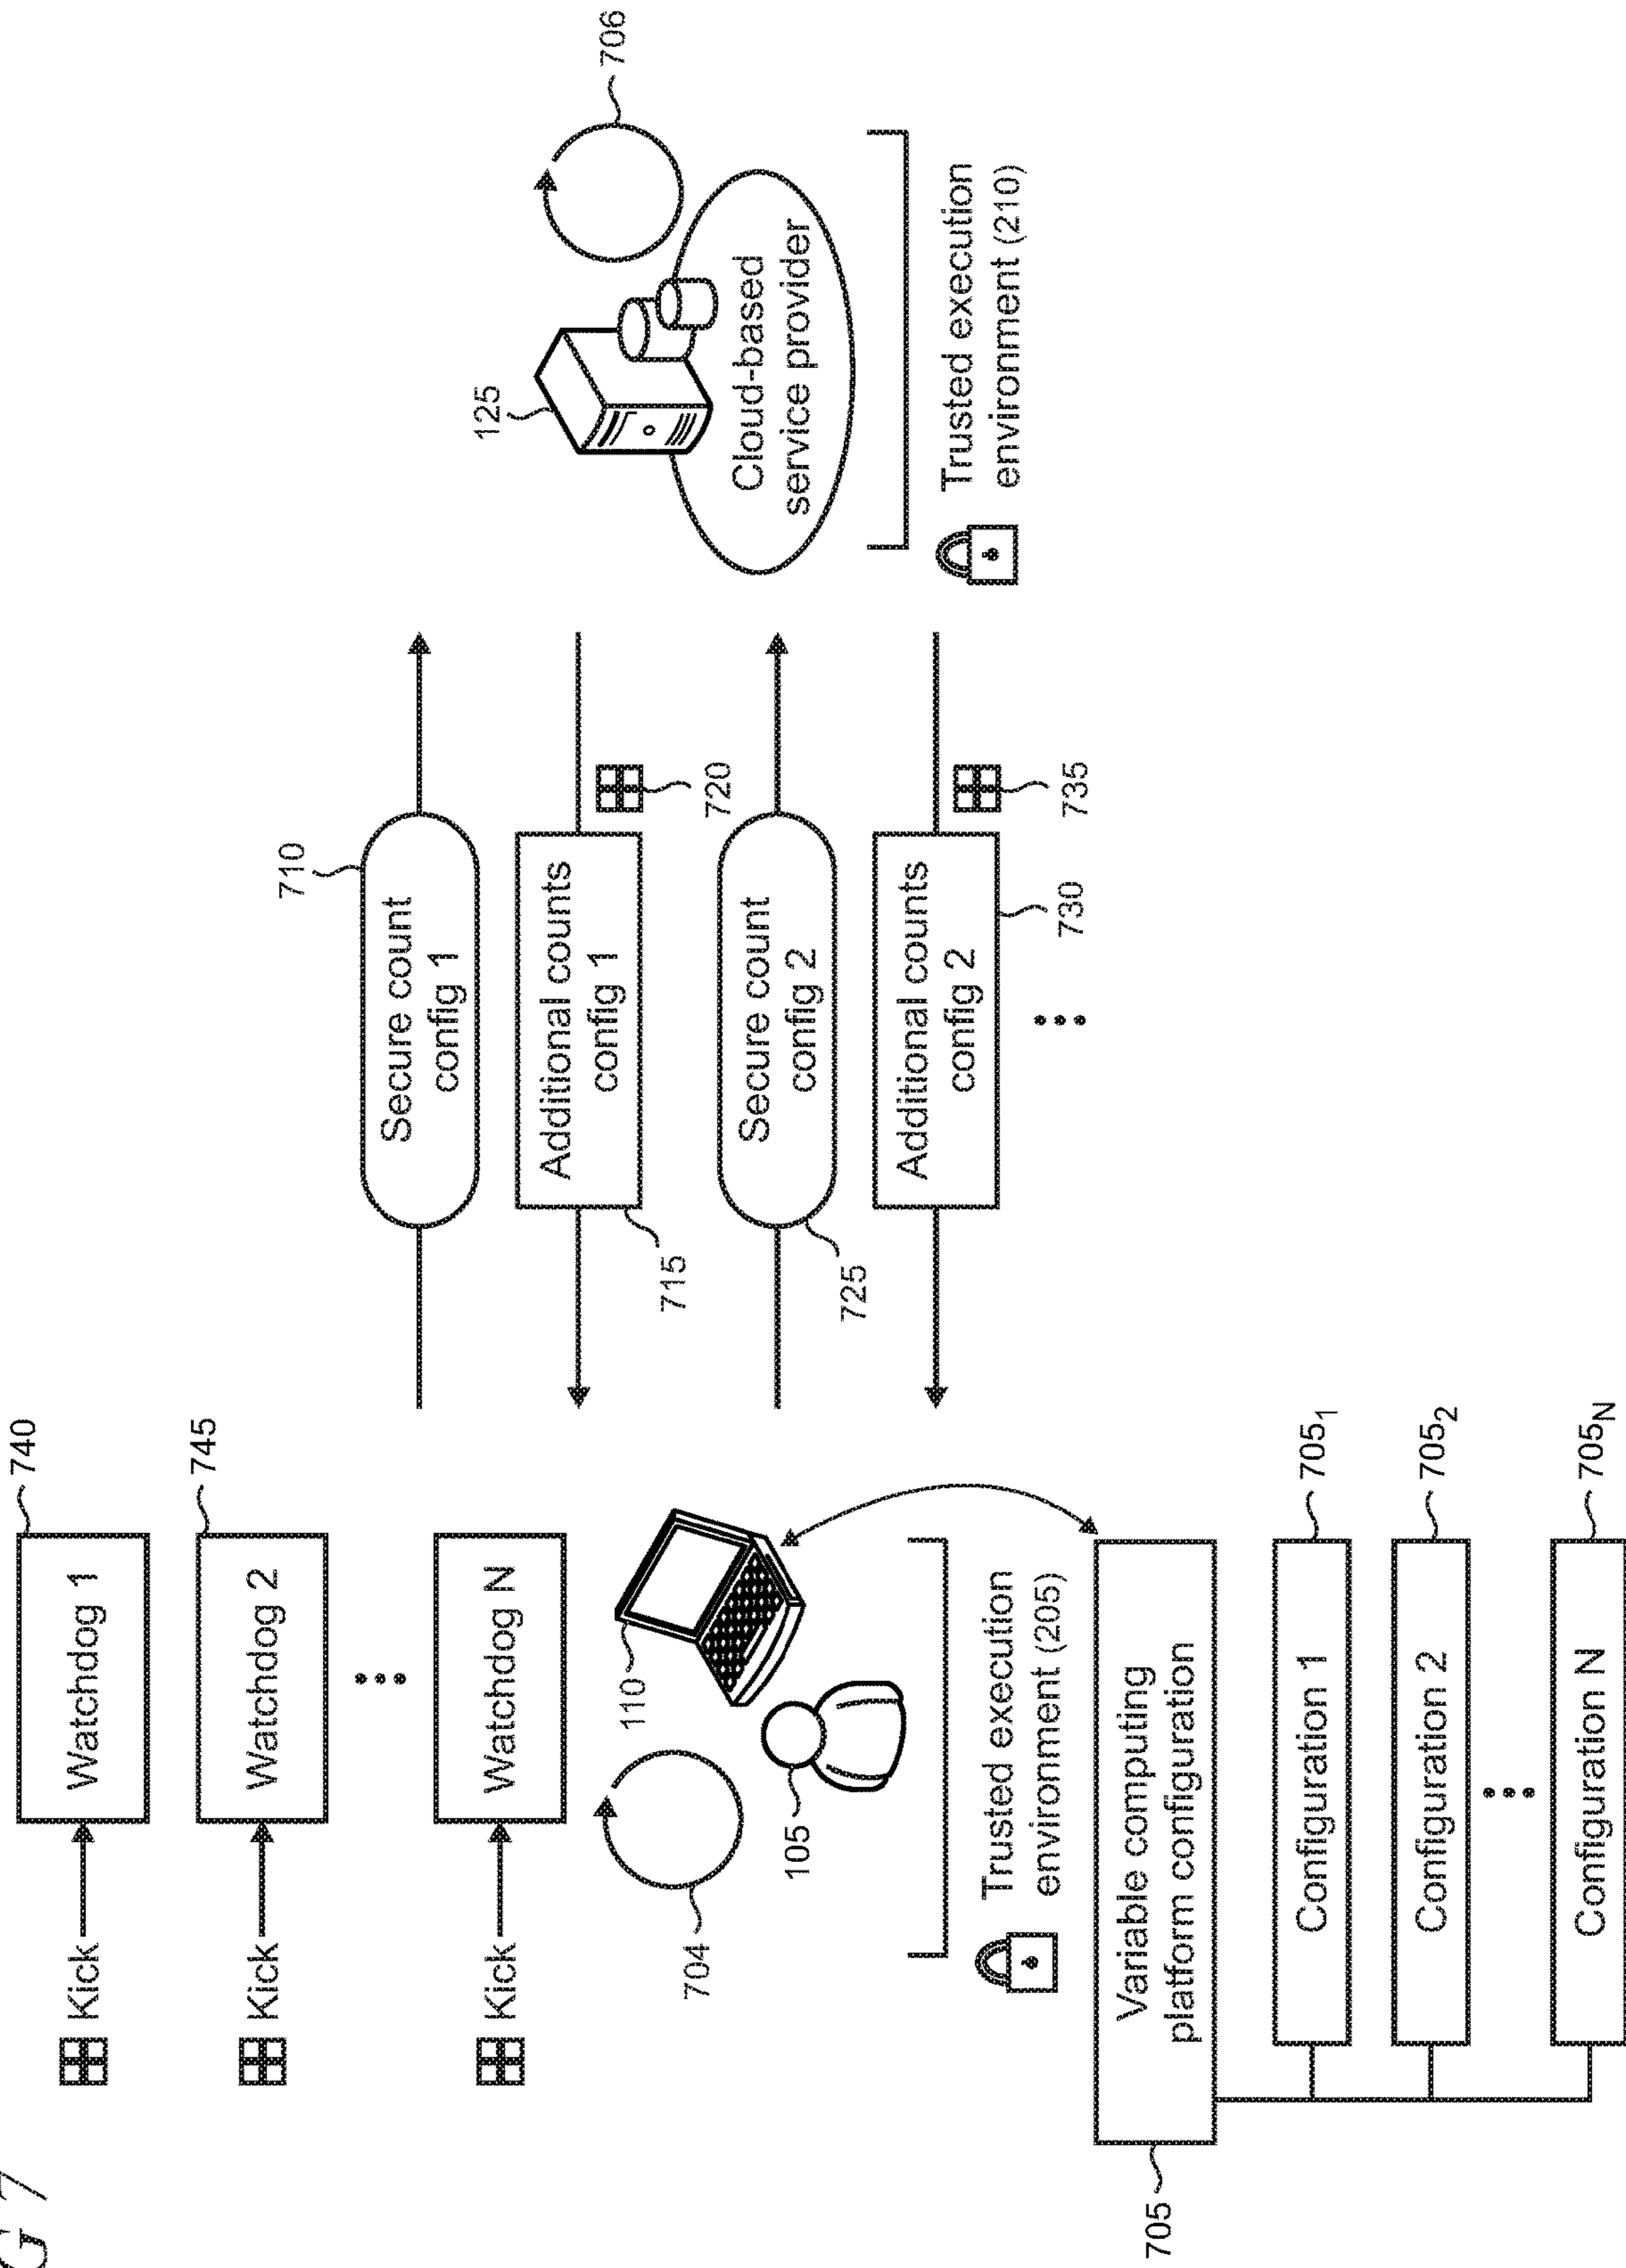 G 7
Kick
Watchdog 1
740
Kick
Watchdog 2
745
Kick
Watchdog N
704
110
105
Trusted execution
environment (205)
705
Variable computing
platform configuration
Configuration 1
705₁
Configuration 2
705₂
Configuration N
705N
710
Secure count
config 1
Additional counts
config 1
715
720
Secure count
config 2
725
Additional counts
config 2
730
735
125
706
Cloud-based
service provider
Trusted execution
environment (210)